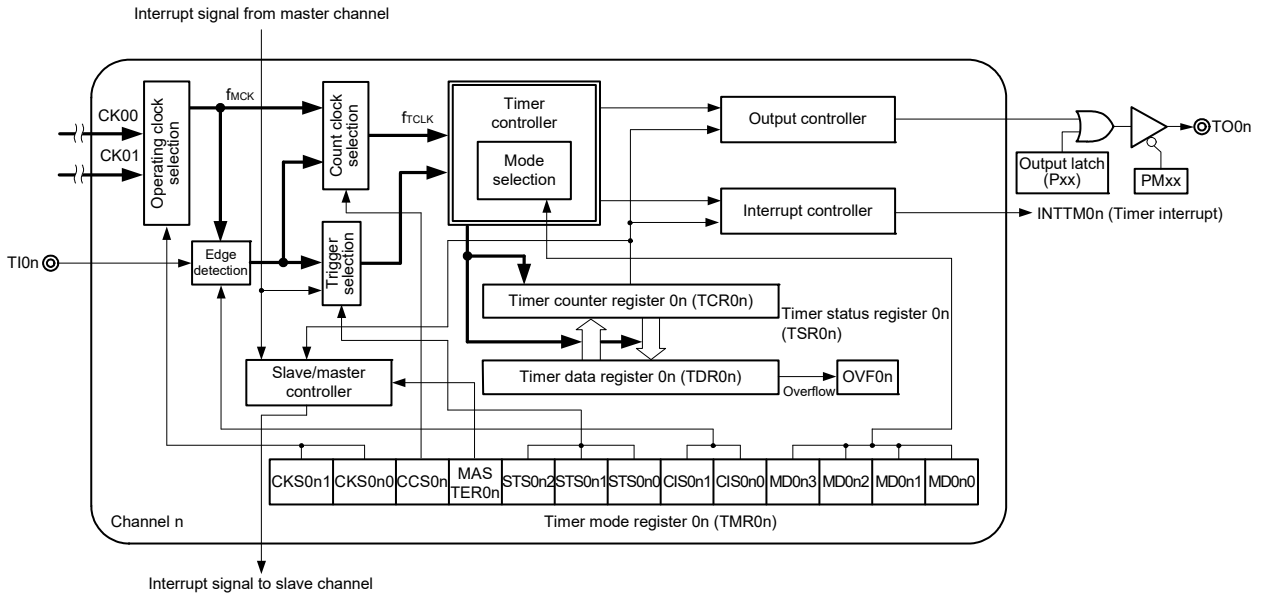 Interrupt signal from master channel
CK00
CK01
Operating clock
selection
fMCK
Count clock
selection
fTCLK
Timer
controller
Mode
selection
Output controller
Output latch
(Pxx)
PMxx
TO0n
Interrupt controller
INTTM0n (Timer interrupt)
TI0n
Edge
detection
Trigger
selection
Timer counter register 0n (TCR0n)
Timer status register 0n
(TSR0n)
Slave/master
controller
Timer data register 0n (TDR0n)
Overflow
OVF0n
CKS0n1
CKS0n0
CCS0n
MAS
TER0n
STS0n2
STS0n1
STS0n0
CIS0n1
CIS0n0
MD0n3
MD0n2
MD0n1
MD0n0
Channel n
Timer mode register 0n (TMR0n)
Interrupt signal to slave channel